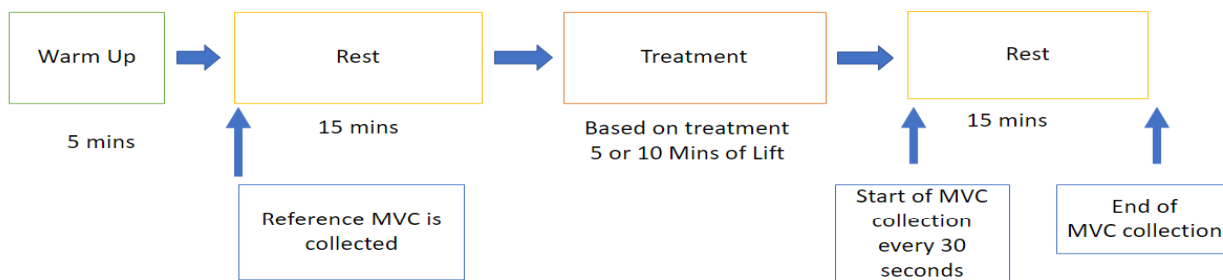 Warm Up
Rest
Treatment
Rest
5 mins
15 mins
Based on treatment
5 or 10 Mins of Lift
15 mins
Reference MVC is
collected
Start of MVC
collection
every 30
seconds
End of
MVC collection